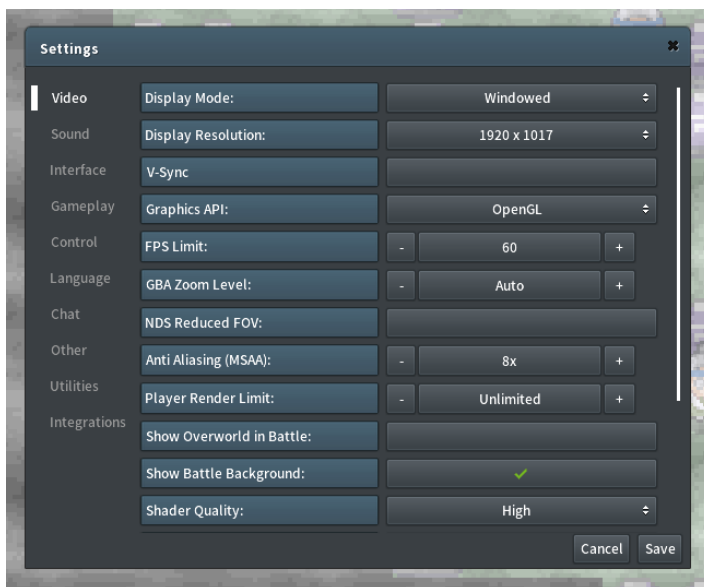 Settings
Video
Display Mode: Windowed
Sound
Display Resolution: 1920 x 1017
Interface
V-Sync
Gameplay
Graphics API: OpenGL
Control
FPS Limit: - 60 +
Language
GBA Zoom Level: - Auto +
Chat
NDS Reduced FOV:
Other
Anti Aliasing (MSAA): - 8x +
Utilities
Player Render Limit: - Unlimited +
Integrations
Show Overworld in Battle:
Show Battle Background:
Shader Quality: High
Cancel Save